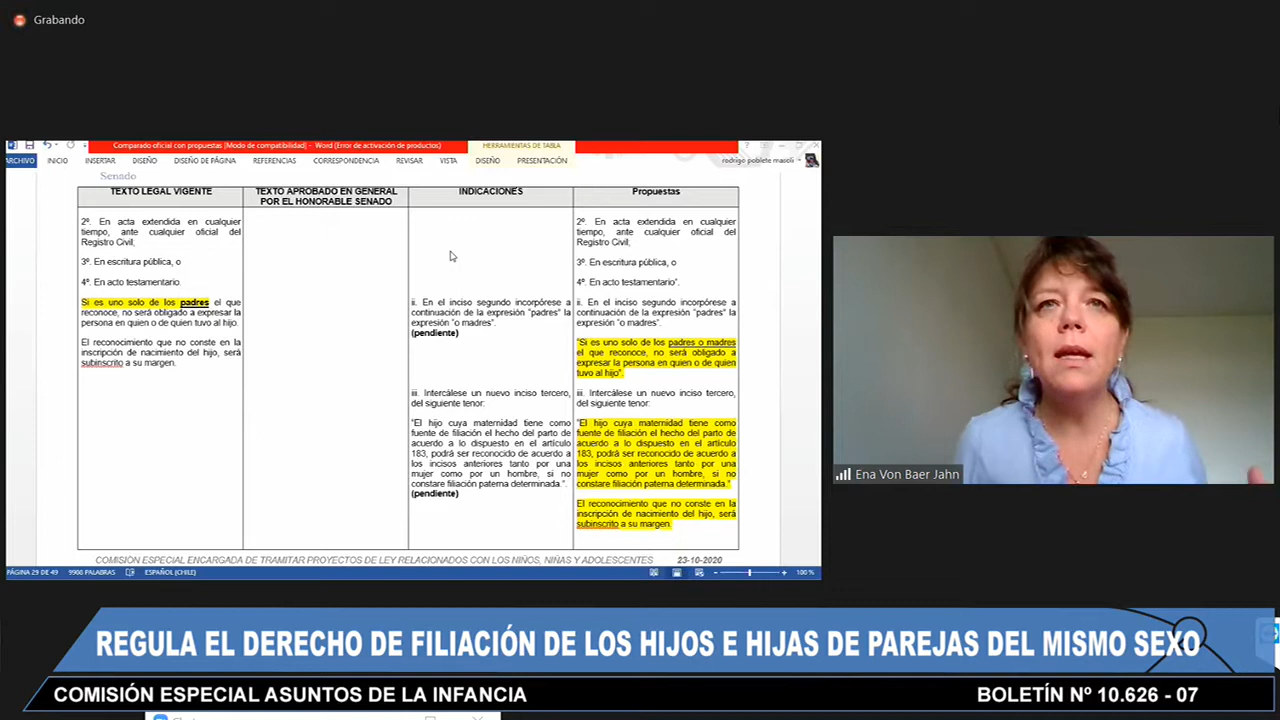 Grabando
Comparado oficial con propuestas [Modo de compatibilidad] - Word (Error de activación de productos)
HERRAMIENTAS DE TABLA
ARCHIVO INICIO INSERTAR DISEÑO DISEÑO DE PÁGINA REFERENCIAS CORRESPONDENCIA REVISAR VISTA DISEÑO PRESENTACIÓN
rodrigo poblete masoli
Senado
TEXTO LEGAL VIGENTE
2º. En acta extendida en cualquier
tiempo, ante cualquier oficial del
Registro Civil;
3º. En escritura pública, o
4º. En acto testamentario.
Si es uno solo de los padres el que
reconoce, no será obligado a expresar la
persona en quien o de quien tuvo al hijo.
El reconocimiento que no conste en la
inscripción de nacimiento del hijo, será
subinscrito a su margen.
TEXTO APROBADO EN GENERAL
POR EL HONORABLE SENADO
INDICACIONES
ii. En el inciso segundo incorpórese a
continuación de la expresión "padres" la
expresión "o madres".
(pendiente)
iii. Intercálese un nuevo inciso tercero,
del siguiente tenor:
"El hijo cuya maternidad tiene como
fuente de filiación el hecho del parto de
acuerdo a lo dispuesto en el artículo
183, podrá ser reconocido de acuerdo a
los incisos anteriores tanto por una
mujer como por un hombre, si no
constare filiación paterna determinada.".
(pendiente)
Propuestas
2º. En acta extendida en cualquier
tiempo, ante cualquier oficial del
Registro Civil;
3º. En escritura pública, o
4º. En acto testamentario".
ii. En el inciso segundo incorpórese a
continuación de la expresión "padres" la
expresión "o madres".
"Si es uno solo de los padres o madres
el que reconoce, no será obligado a
expresar la persona en quien o de quien
tuvo al hijo".
iii. Intercálese un nuevo inciso tercero,
del siguiente tenor:
"El hijo cuya maternidad tiene como
fuente de filiación el hecho del parto de
acuerdo a lo dispuesto en el artículo
183, podrá ser reconocido de acuerdo a
los incisos anteriores tanto por una
mujer como por un hombre, si no
constare filiación paterna determinada."
El reconocimiento que no conste en la
inscripción de nacimiento del hijo, será
subinscrito a su margen.
COMISIÓN ESPECIAL ENCARGADA DE TRAMITAR PROYECTOS DE LEY RELACIONADOS CON LOS NIÑOS, NIÑAS Y ADOLESCENTES 23-10-2020
PÁGINA 29 DE 49 9900 PALABRAS ESPAÑOL (CHILE) 100 %
Ena Von Baer Jahn
REGULA EL DERECHO DE FILIACIÓN DE LOS HIJOS E HIJAS DE PAREJAS DEL MISMO SEXO
COMISIÓN ESPECIAL ASUNTOS DE LA INFANCIA
BOLETÍN Nº 10.626 - 07